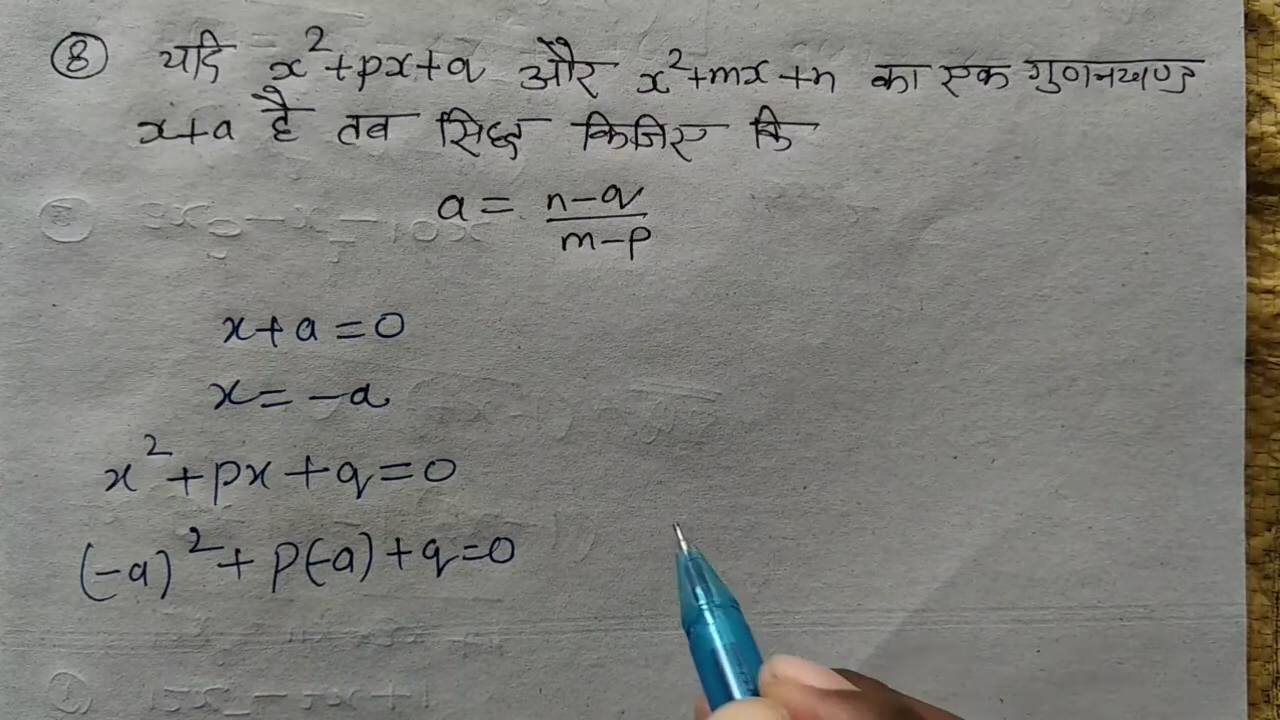 ⑧ यदि x²+px+q और x²+mx+n का एक गुणनखण्ड
x+a है तब सिद्ध किजिए कि
a = n-q/m-p
x+a=0
x=-a
x²+px+q=0
(-a)²+p(-a)+q=0